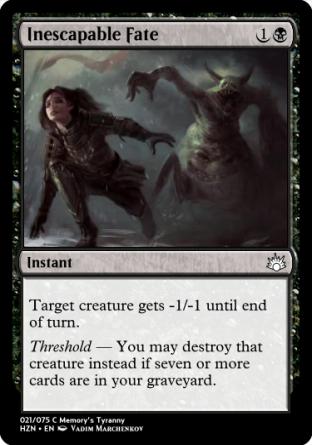 Inescapable Fate 1
Instant
Target creature gets -1/-1 until end
of turn.
Threshold — You may destroy that
creature instead if seven or more
cards are in your graveyard.
021/075 C Memory's Tyranny
HZN • EN Vadim Marchenkov